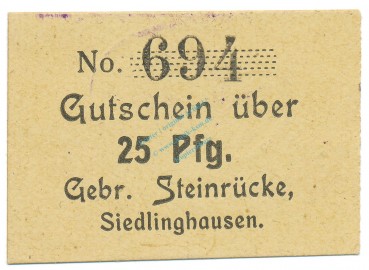 No. 694
Gutschein über
25 Pfg.
Gebr. Steinrücke,
Siedlinghausen.